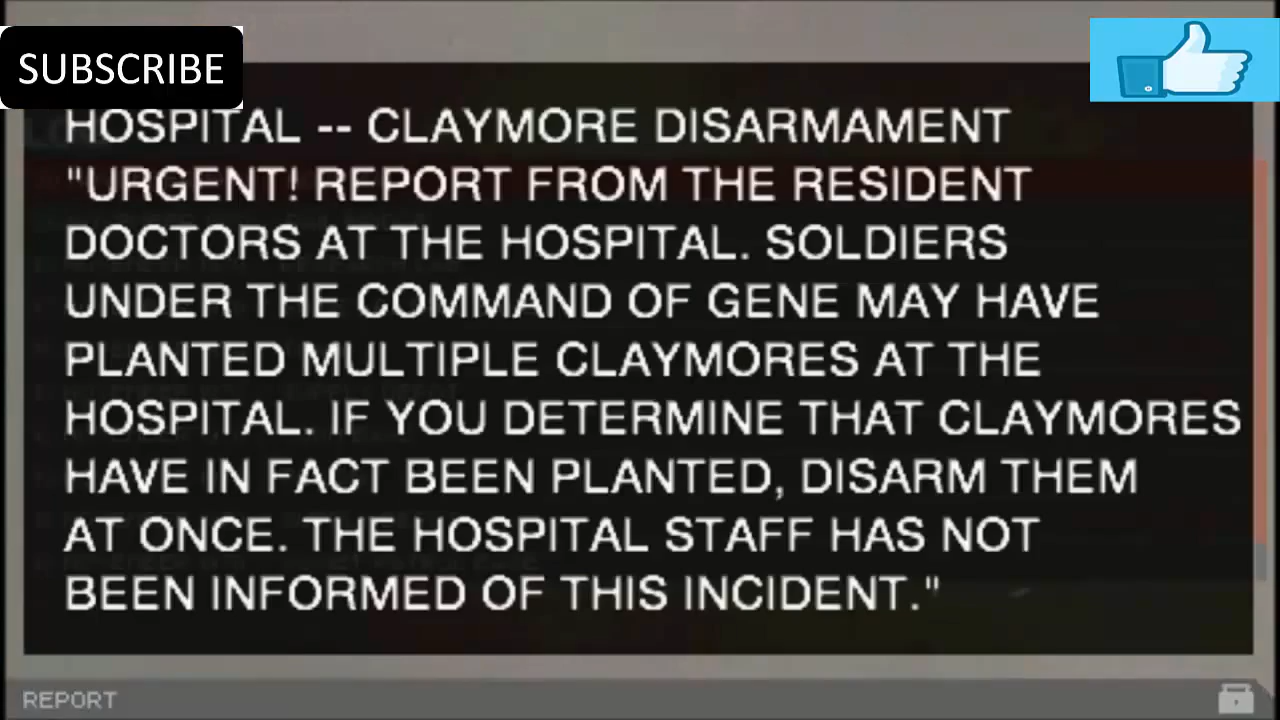 SUBSCRIBE
HOSPITAL -- CLAYMORE DISARMAMENT
"URGENT! REPORT FROM THE RESIDENT
DOCTORS AT THE HOSPITAL. SOLDIERS
UNDER THE COMMAND OF GENE MAY HAVE
PLANTED MULTIPLE CLAYMORES AT THE
HOSPITAL. IF YOU DETERMINE THAT CLAYMORES
HAVE IN FACT BEEN PLANTED, DISARM THEM
AT ONCE. THE HOSPITAL STAFF HAS NOT
BEEN INFORMED OF THIS INCIDENT."
REPORT